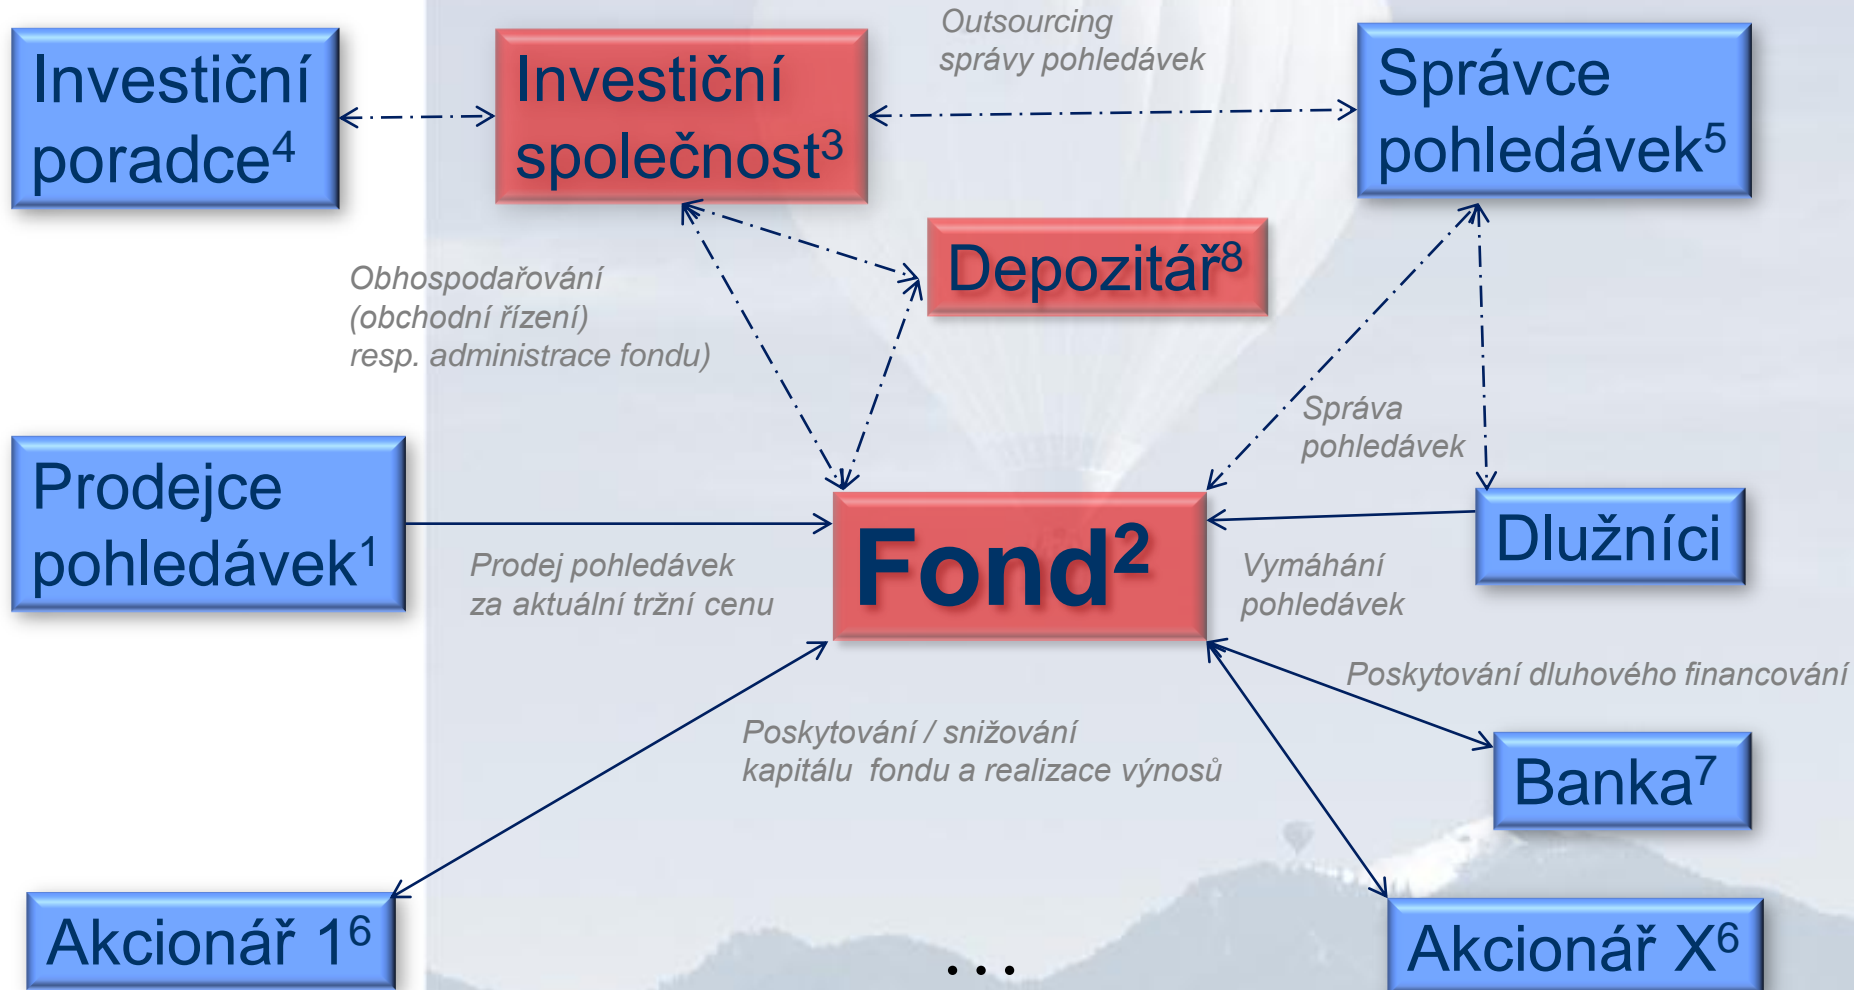 Outsourcing
správy pohledávek
Investiční
poradce⁴
Investiční
společnost³
Správce
pohledávek⁵
Depozitář⁸
Obhospodařování
(obchodní řízení)
resp. administrace fondu)
Správa
pohledávek
Prodejce
pohledávek¹
Prodej pohledávek
za aktuální tržní cenu
Fond²
Vymáhání
pohledávek
Dlužníci
Poskytování dluhového financování
Poskytování / snižování
kapitálu fondu a realizace výnosů
Banka⁷
Akcionář 1⁶
...
Akcionář X⁶